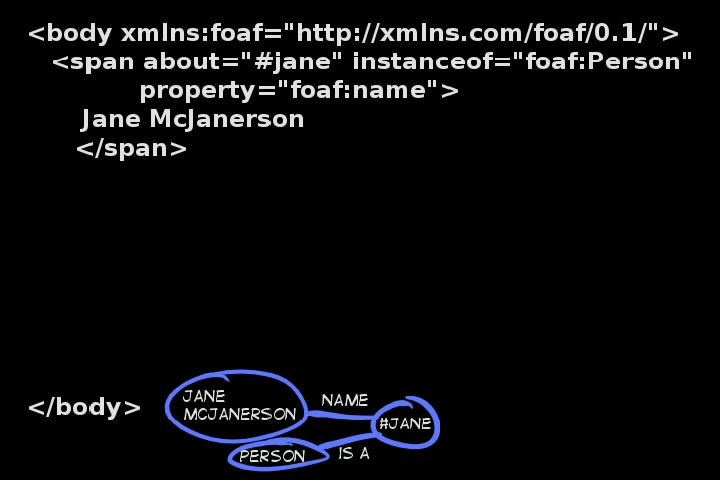 <body xmlns:foaf="http://xmlns.com/foaf/0.1/">
<span about="#jane" instanceof="foaf:Person"
property="foaf:name">
Jane McJanerson
</span>
</body>
JANE
MCJANERSON
NAME
#JANE
PERSON
IS A